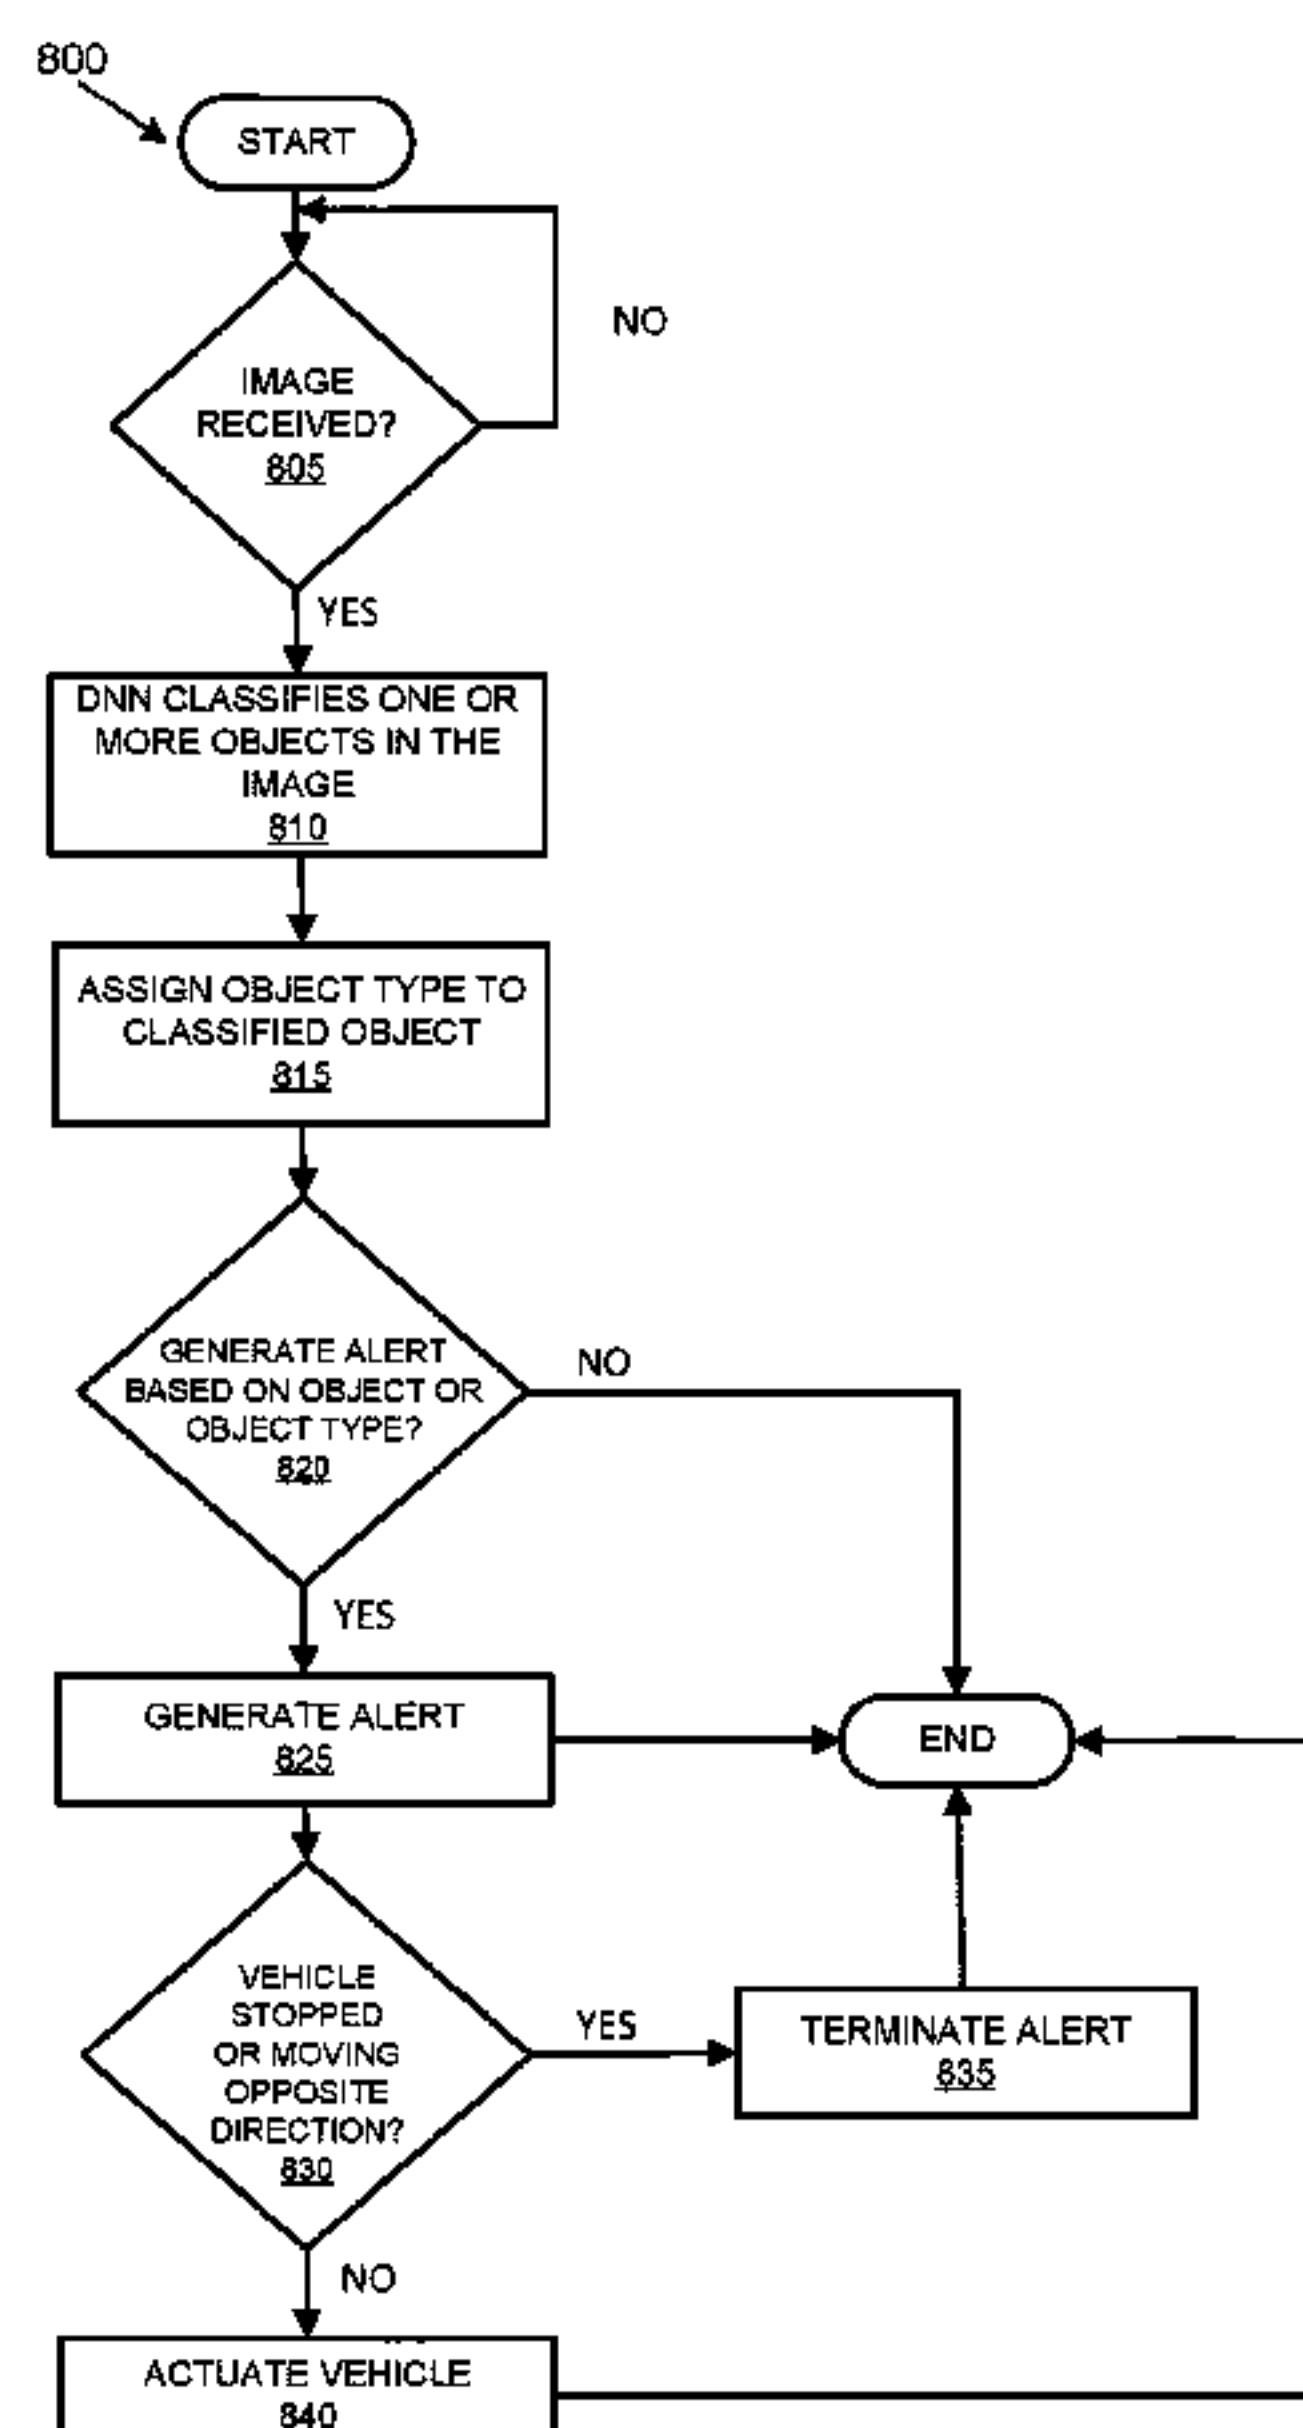 800
START
NO
IMAGE
RECEIVED?
805
YES
DNN CLASSIFIES ONE OR
MORE OBJECTS IN THE
IMAGE
810
ASSIGN OBJECT TYPE TO
CLASSIFIED OBJECT
815
GENERATE ALERT
BASED ON OBJECT OR
OBJECT TYPE?
820
NO
YES
GENERATE ALERT
825
END
VEHICLE
STOPPED
OR MOVING
OPPOSITE
DIRECTION?
830
YES
TERMINATE ALERT
835
NO
ACTUATE VEHICLE
840